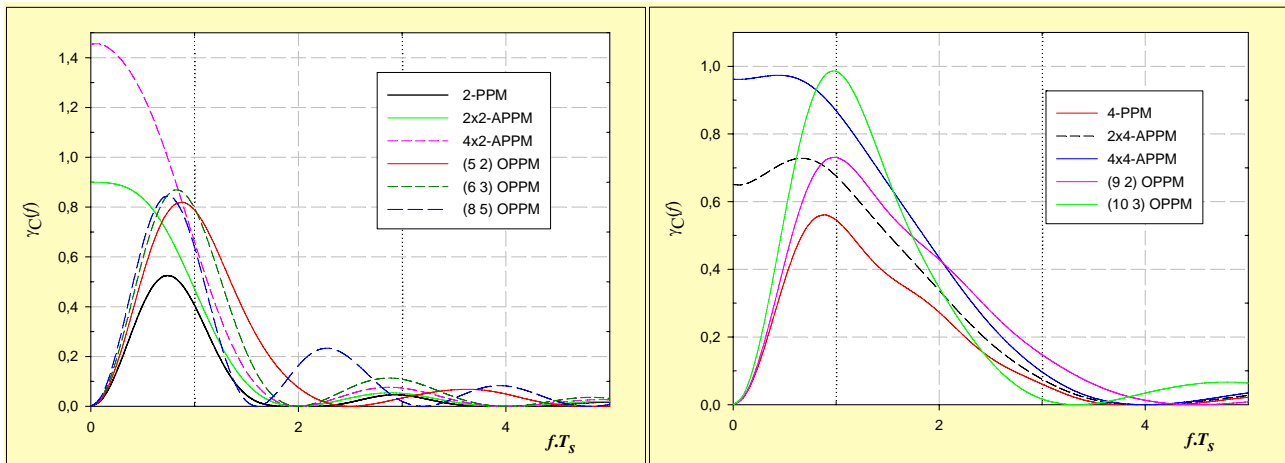 1,4
1,2
1,0
0,8
0,6
0,4
0,2
0,0
γC(f)
0
2
4
f.Ts
2-PPM
2x2-APPM
4x2-APPM
(5 2) OPPM
(6 3) OPPM
(8 5) OPPM
1,0
0,8
0,6
0,4
0,2
0,0
γC(f)
0
2
4
f.Ts
4-PPM
2x4-APPM
4x4-APPM
(9 2) OPPM
(10 3) OPPM